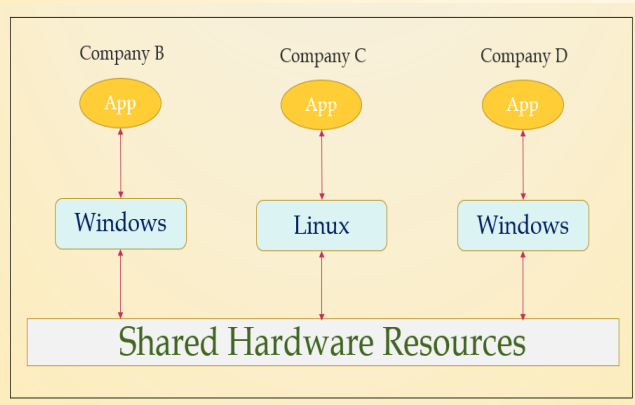 Company B
Company C
Company D
App
App
App
Windows
Linux
Windows
Shared Hardware Resources